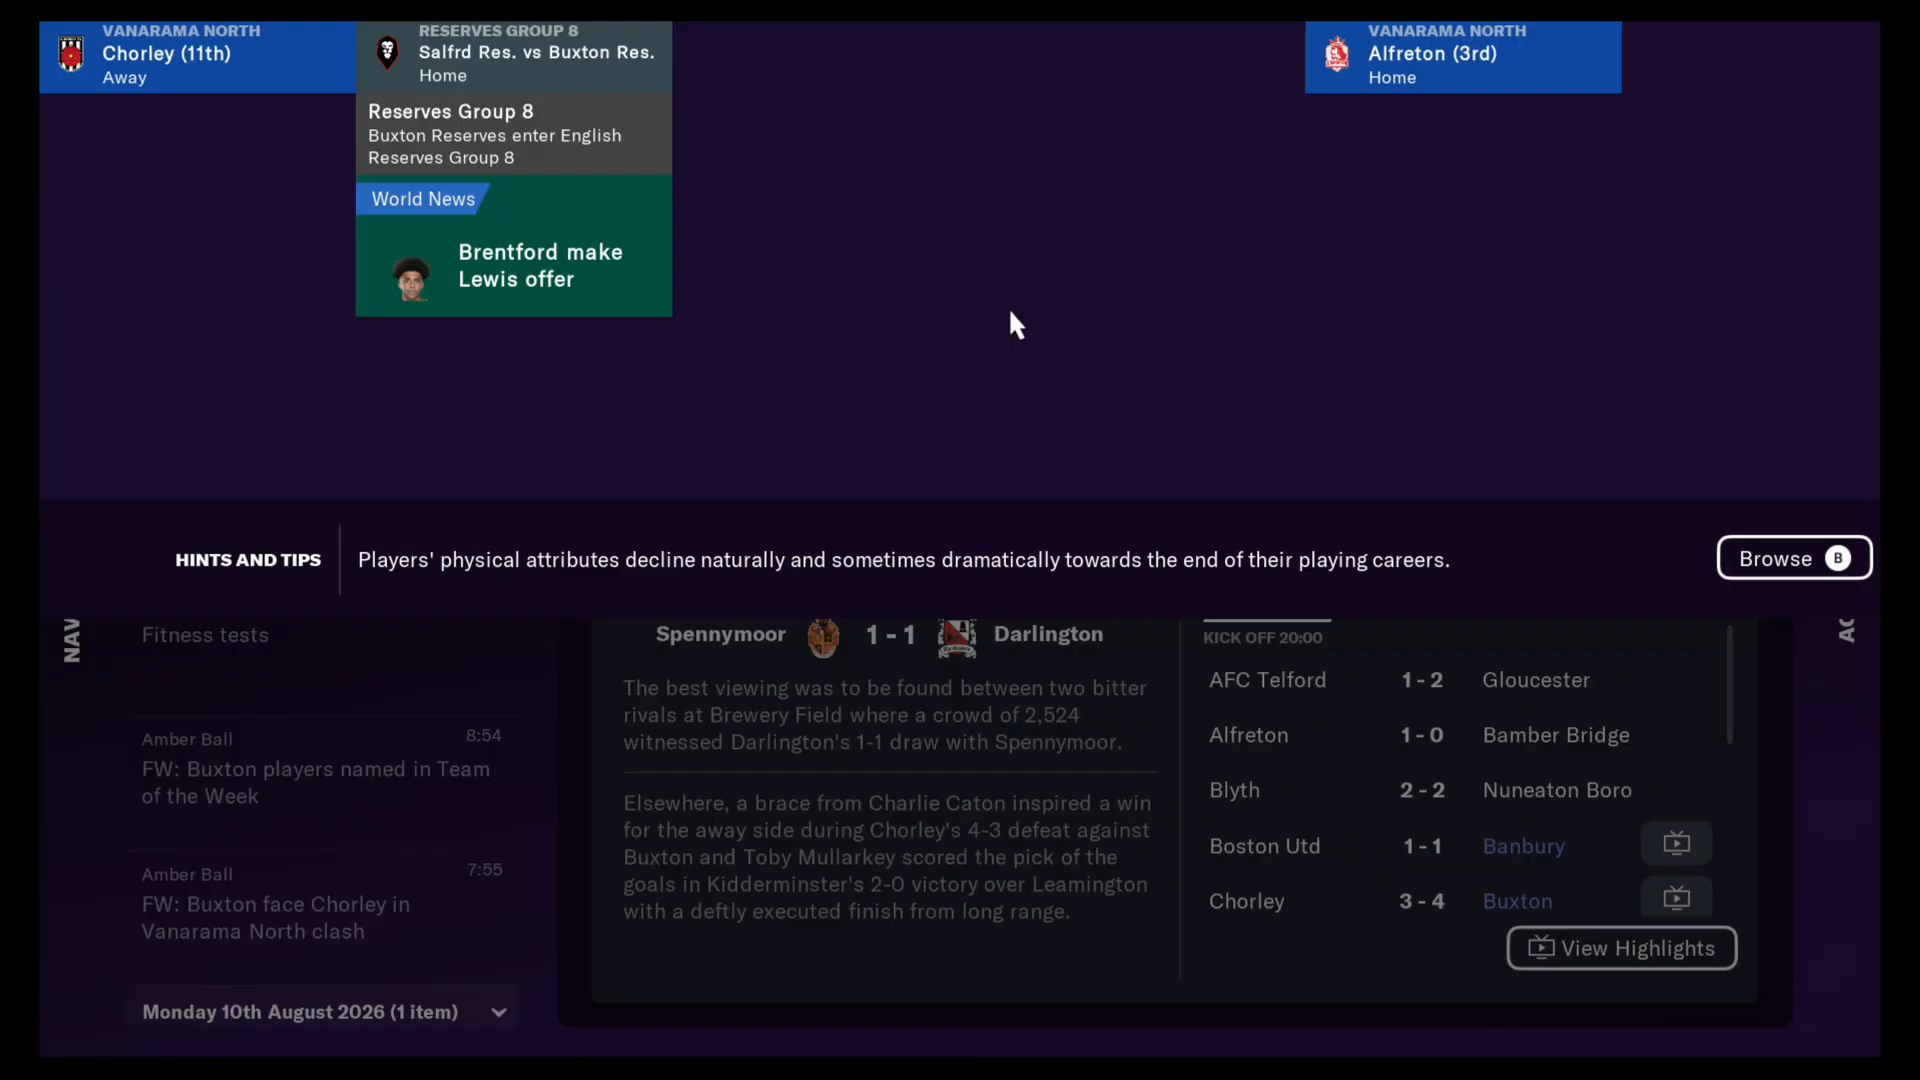 VANARAMA NORTH
Chorley (11th)
Away
RESERVES GROUP 8
Salfrd Res. vs Buxton Res.
Home
VANARAMA NORTH
Alfreton (3rd)
Home
Reserves Group 8
Buxton Reserves enter English
Reserves Group 8
World News
Brentford make
Lewis offer
HINTS AND TIPS
Players' physical attributes decline naturally and sometimes dramatically towards the end of their playing careers.
Browse B
NAV
Fitness tests
Amber Ball 8:54
FW: Buxton players named in Team
of the Week
Amber Ball 7:55
FW: Buxton face Chorley in
Vanarama North clash
Monday 10th August 2026 (1 item)
Spennymoor 1 - 1 Darlington
The best viewing was to be found between two bitter
rivals at Brewery Field where a crowd of 2,524
witnessed Darlington's 1-1 draw with Spennymoor.
Elsewhere, a brace from Charlie Caton inspired a win
for the away side during Chorley's 4-3 defeat against
Buxton and Toby Mullarkey scored the pick of the
goals in Kidderminster's 2-0 victory over Leamington
with a deftly executed finish from long range.
KICK OFF 20:00
AFC Telford 1 - 2 Gloucester
Alfreton 1 - 0 Bamber Bridge
Blyth 2 - 2 Nuneaton Boro
Boston Utd 1 - 1 Banbury
Chorley 3 - 4 Buxton
View Highlights